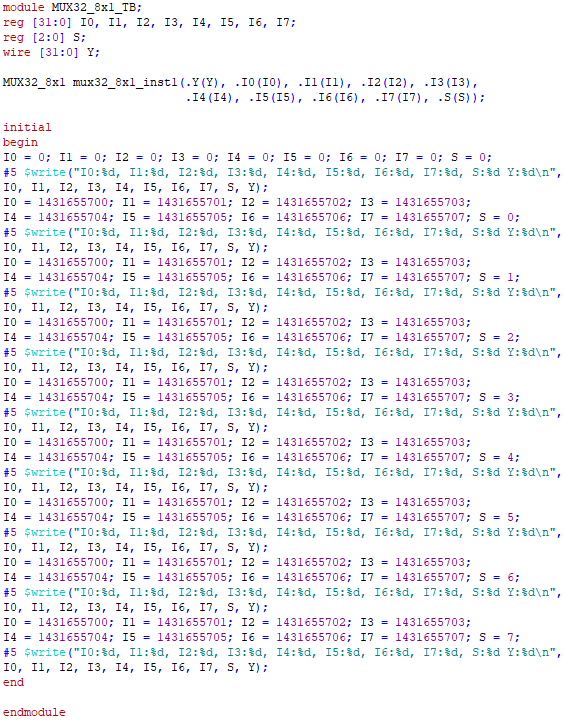 module MUX32_8x1_TB;
reg [31:0] I0, I1, I2, I3, I4, I5, I6, I7;
reg [2:0] S;
wire [31:0] Y;
MUX32_8x1 mux32_8x1_inst1(.Y(Y), .I0(I0), .I1(I1), .I2(I2), .I3(I3),
.I4(I4), .I5(I5), .I6(I6), .I7(I7), .S(S));
initial
begin
I0 = 0; I1 = 0; I2 = 0; I3 = 0; I4 = 0; I5 = 0; I6 = 0; I7 = 0; S = 0;
#5 $write("I0:%d, I1:%d, I2:%d, I3:%d, I4:%d, I5:%d, I6:%d, I7:%d, S:%d Y:%d\n",
I0, I1, I2, I3, I4, I5, I6, I7, S, Y);
I0 = 1431655700; I1 = 1431655701; I2 = 1431655702; I3 = 1431655703;
I4 = 1431655704; I5 = 1431655705; I6 = 1431655706; I7 = 1431655707; S = 0;
#5 $write("I0:%d, I1:%d, I2:%d, I3:%d, I4:%d, I5:%d, I6:%d, I7:%d, S:%d Y:%d\n",
I0, I1, I2, I3, I4, I5, I6, I7, S, Y);
I0 = 1431655700; I1 = 1431655701; I2 = 1431655702; I3 = 1431655703;
I4 = 1431655704; I5 = 1431655705; I6 = 1431655706; I7 = 1431655707; S = 1;
#5 $write("I0:%d, I1:%d, I2:%d, I3:%d, I4:%d, I5:%d, I6:%d, I7:%d, S:%d Y:%d\n",
I0, I1, I2, I3, I4, I5, I6, I7, S, Y);
I0 = 1431655700; I1 = 1431655701; I2 = 1431655702; I3 = 1431655703;
I4 = 1431655704; I5 = 1431655705; I6 = 1431655706; I7 = 1431655707; S = 2;
#5 $write("I0:%d, I1:%d, I2:%d, I3:%d, I4:%d, I5:%d, I6:%d, I7:%d, S:%d Y:%d\n",
I0, I1, I2, I3, I4, I5, I6, I7, S, Y);
I0 = 1431655700; I1 = 1431655701; I2 = 1431655702; I3 = 1431655703;
I4 = 1431655704; I5 = 1431655705; I6 = 1431655706; I7 = 1431655707; S = 3;
#5 $write("I0:%d, I1:%d, I2:%d, I3:%d, I4:%d, I5:%d, I6:%d, I7:%d, S:%d Y:%d\n",
I0, I1, I2, I3, I4, I5, I6, I7, S, Y);
I0 = 1431655700; I1 = 1431655701; I2 = 1431655702; I3 = 1431655703;
I4 = 1431655704; I5 = 1431655705; I6 = 1431655706; I7 = 1431655707; S = 4;
#5 $write("I0:%d, I1:%d, I2:%d, I3:%d, I4:%d, I5:%d, I6:%d, I7:%d, S:%d Y:%d\n",
I0, I1, I2, I3, I4, I5, I6, I7, S, Y);
I0 = 1431655700; I1 = 1431655701; I2 = 1431655702; I3 = 1431655703;
I4 = 1431655704; I5 = 1431655705; I6 = 1431655706; I7 = 1431655707; S = 5;
#5 $write("I0:%d, I1:%d, I2:%d, I3:%d, I4:%d, I5:%d, I6:%d, I7:%d, S:%d Y:%d\n",
I0, I1, I2, I3, I4, I5, I6, I7, S, Y);
I0 = 1431655700; I1 = 1431655701; I2 = 1431655702; I3 = 1431655703;
I4 = 1431655704; I5 = 1431655705; I6 = 1431655706; I7 = 1431655707; S = 6;
#5 $write("I0:%d, I1:%d, I2:%d, I3:%d, I4:%d, I5:%d, I6:%d, I7:%d, S:%d Y:%d\n",
I0, I1, I2, I3, I4, I5, I6, I7, S, Y);
I0 = 1431655700; I1 = 1431655701; I2 = 1431655702; I3 = 1431655703;
I4 = 1431655704; I5 = 1431655705; I6 = 1431655706; I7 = 1431655707; S = 7;
#5 $write("I0:%d, I1:%d, I2:%d, I3:%d, I4:%d, I5:%d, I6:%d, I7:%d, S:%d Y:%d\n",
I0, I1, I2, I3, I4, I5, I6, I7, S, Y);
end
endmodule